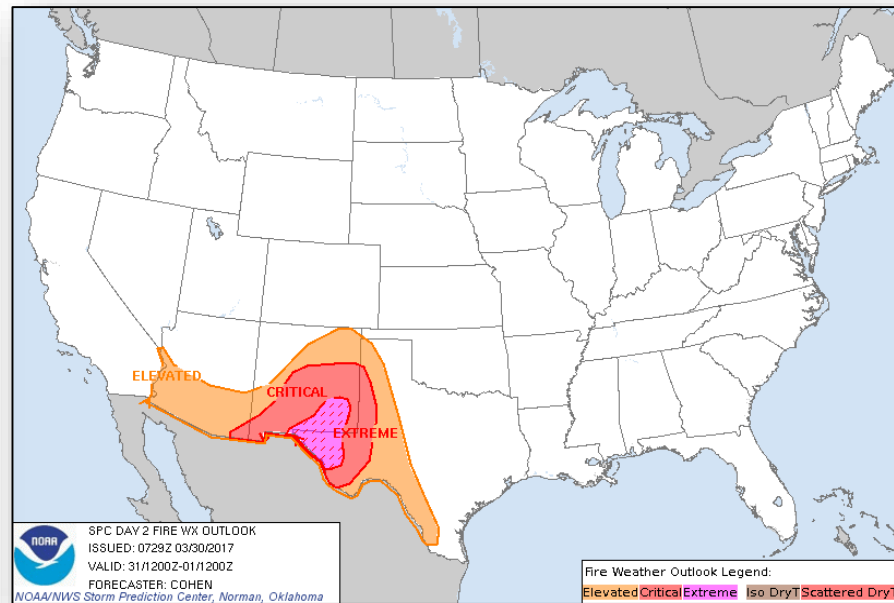 ELEVATED
CRITICAL
EXTREME
NOAA
SPC DAY 2 FIRE WX OUTLOOK
ISSUED: 0729Z 03/30/2017
VALID: 31/1200Z-01/1200Z
FORECASTER: COHEN
NOAA/NWS Storm Prediction Center, Norman, Oklahoma
Fire Weather Outlook Legend:
Elevated Critical Extreme Iso DryT Scattered Dry